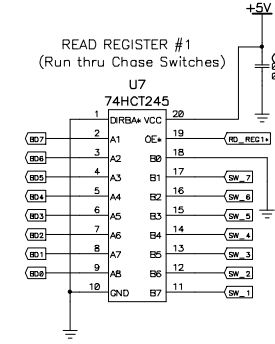 +5V
READ REGISTER #1
(Run thru Chase Switches)
U7
74HCT245
1 DIRBA* VCC 20
BD7 2 A1 OE* 19 RD_REG1*
BD6 3 A2 B0 18
BD5 4 A3 B1 17 SW_7
BD4 5 A4 B2 16 SW_6
BD3 6 A5 B3 15 SW_5
BD2 7 A6 B4 14 SW_4
BD1 8 A7 B5 13 SW_3
BD0 9 A8 B6 12 SW_2
10 GND B7 11 SW_1